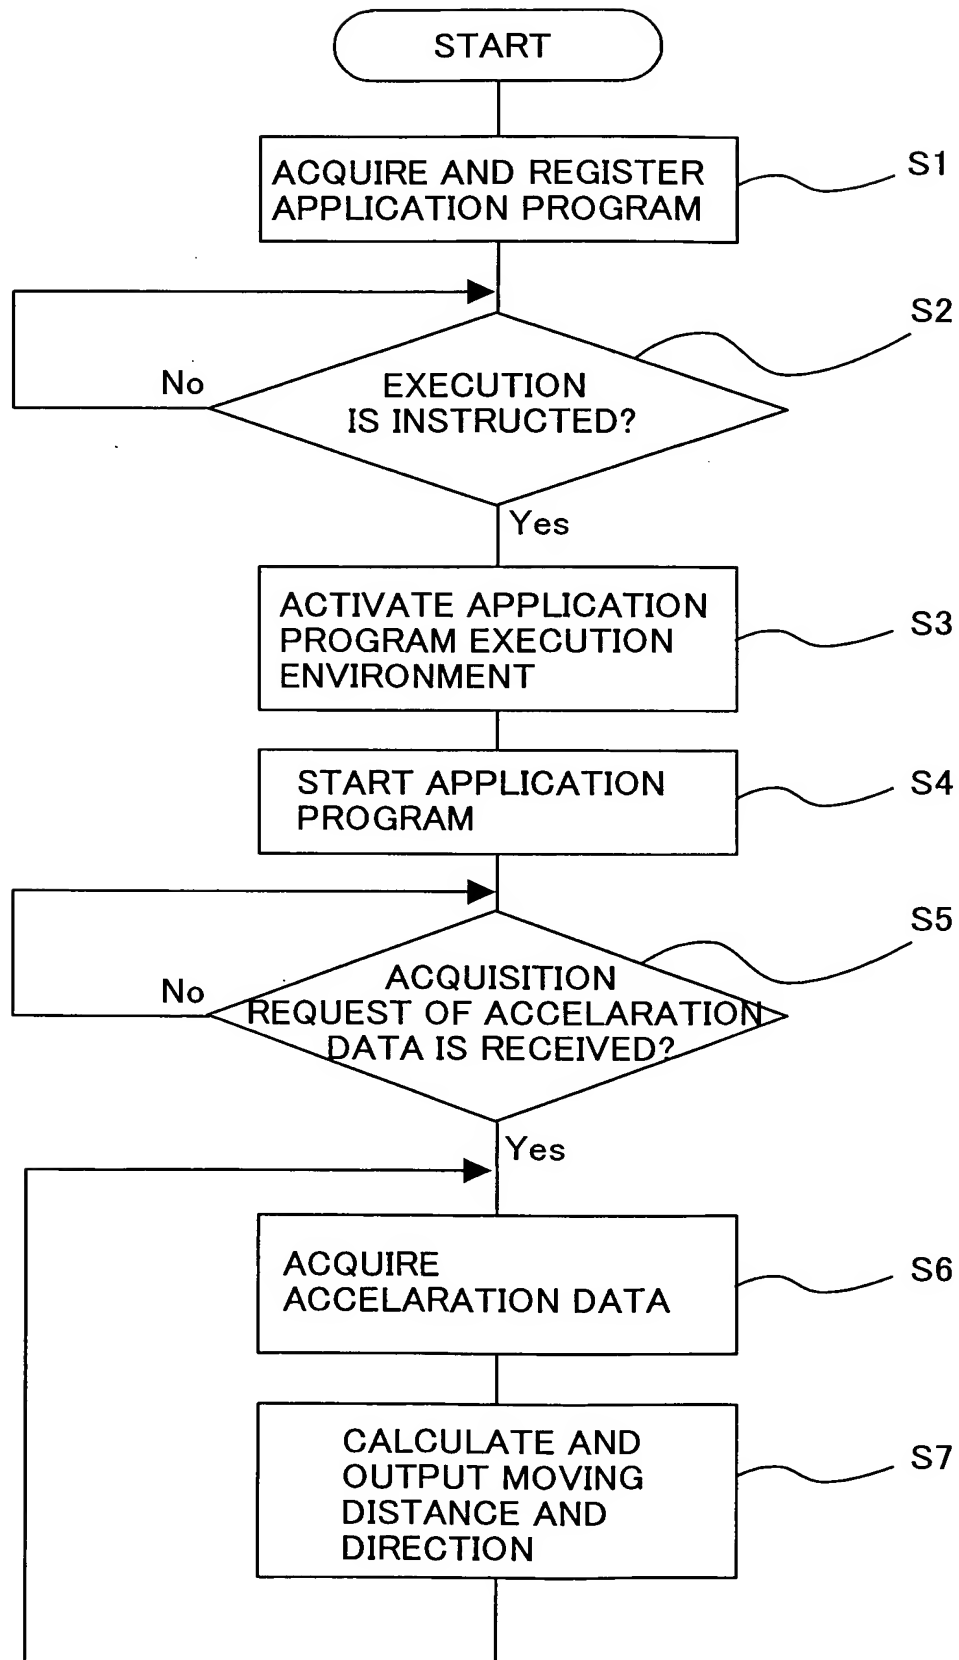 START
ACQUIRE AND REGISTER
APPLICATION PROGRAM
S1
S2
EXECUTION
IS INSTRUCTED?
No
Yes
ACTIVATE APPLICATION
PROGRAM EXECUTION
ENVIRONMENT
S3
START APPLICATION
PROGRAM
S4
S5
ACQUISITION
REQUEST OF ACCELARATION
DATA IS RECEIVED?
No
Yes
ACQUIRE
ACCELARATION DATA
S6
CALCULATE AND
OUTPUT MOVING
DISTANCE AND
DIRECTION
S7